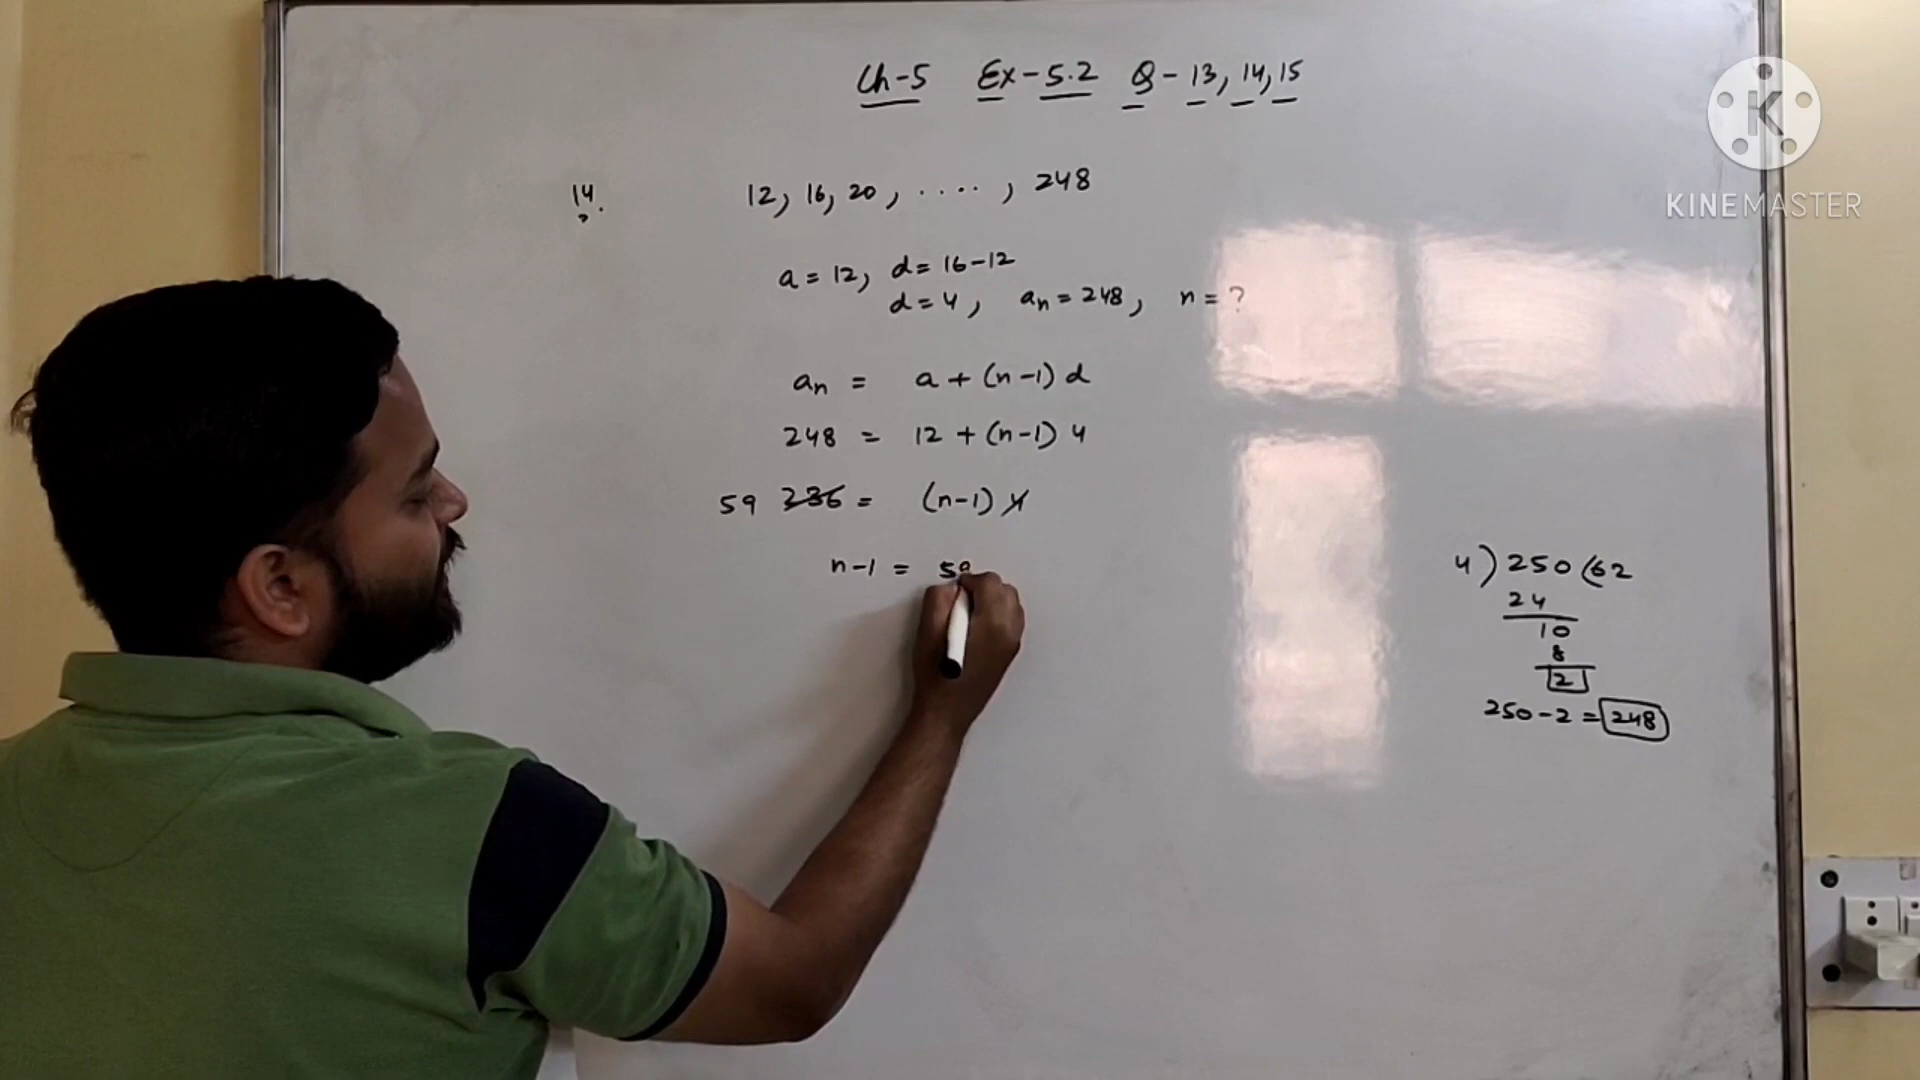 Ch-5 Ex-5.2 Q-13, 14, 15
14. 12, 16, 20, ...., 248
a = 12, d = 16-12
d = 4, an = 248, n = ?
an = a + (n-1) d
248 = 12 + (n-1) 4
59 236 = (n-1) 4
n-1 = 59
4) 250 (62
24
10
8
2
250-2 = 248
K
KINEMASTER